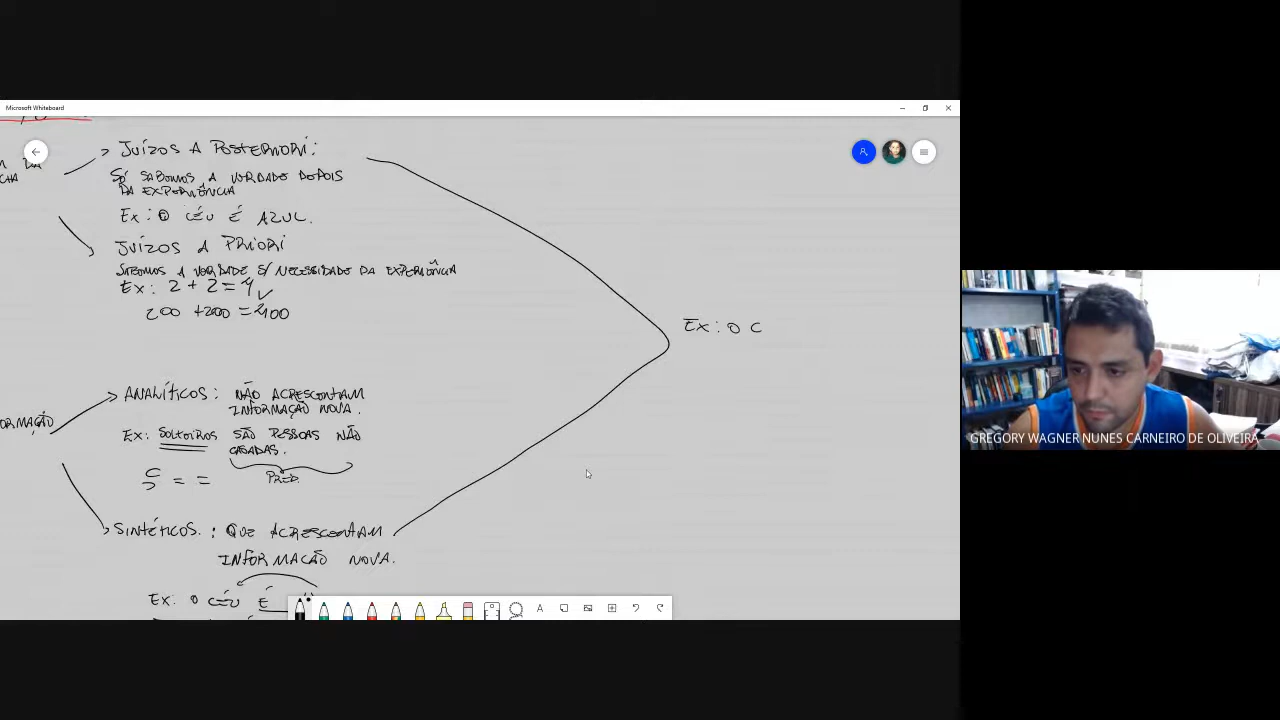 Microsoft Whiteboard
JUÍZOS A POSTERIORI:
SÓ SABEMOS A VERDADE DEPOIS
DA EXPERIÊNCIA
EX: O CÉU É AZUL.
JUÍZOS A PRIORI
SABEMOS A VERDADE S/ NECESSIDADE DA EXPERIÊNCIA
EX: 2 + 2 = 4
200 + 200 = 400
EX: O C
ANALÍTICOS: NÃO ACRESCENTAM
INFORMAÇÃO NOVA.
ORMAÇÃO
EX: SOLTEIROS SÃO PESSOAS NÃO
CASADAS.
PRED.
SINTÉTICOS.: QUE ACRESCENTAM
INFORMAÇÃO NOVA.
EX: O CÉU É
GREGORY WAGNER NUNES CARNEIRO DE OLIVEIRA